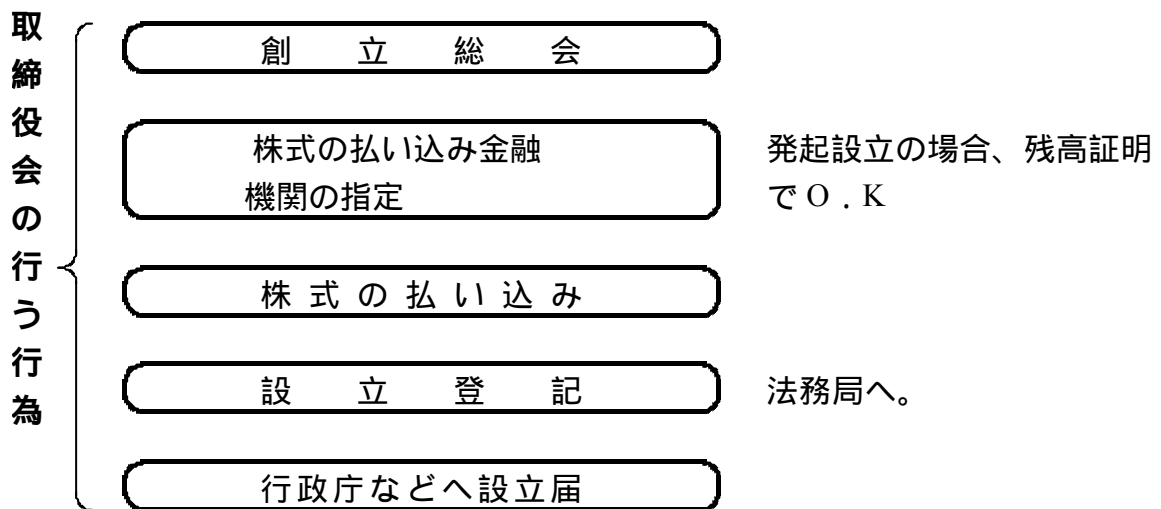 取締役会の行う行為
創立総会
株式の払い込み金融
機関の指定
発起設立の場合、残高証明
でO.K
株式の払い込み
設立登記
法務局へ。
行政庁などへ設立届